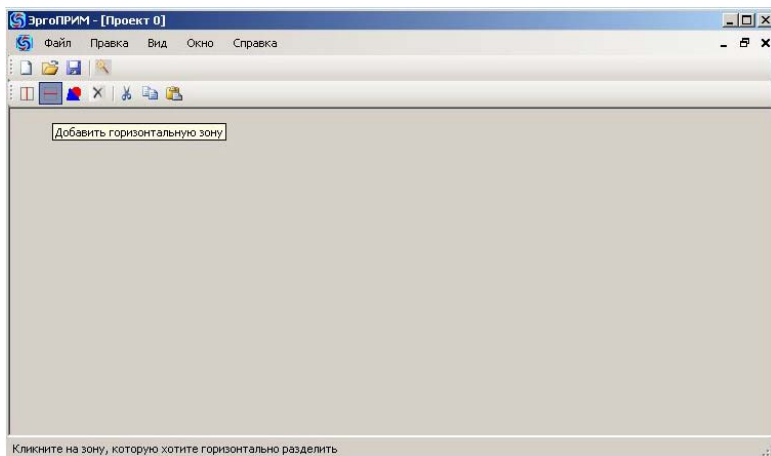 ЭргоПРИМ - [Проект 0]
Файл Правка Вид Окно Справка
Добавить горизонтальную зону
Кликните на зону, которую хотите горизонтально разделить